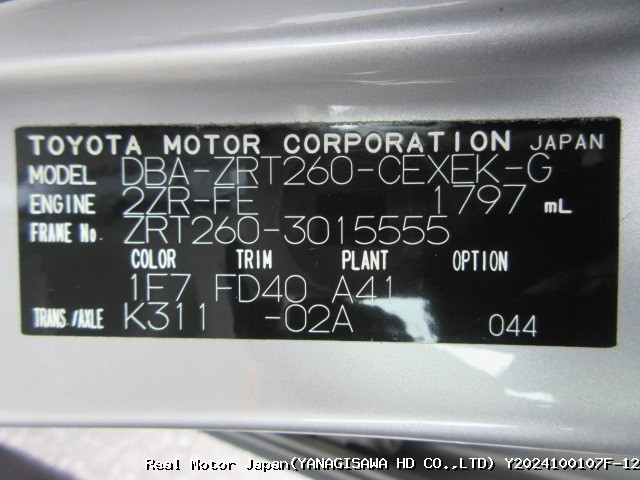 TOYOTA MOTOR CORPORATION JAPAN
MODEL DBA-ZRT260-CEXEK-G
ENGINE 2ZR-FE 1797 mL
FRAME No. ZRT260-3015555
COLOR TRIM PLANT OPTION
1F7 FD40 A41
TRANS./AXLE K311 -02A 044
Real Motor Japan(YANAGISAWA HD CO.,LTD) Y2024100107F-12